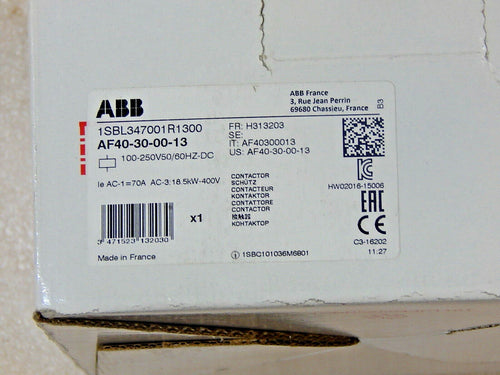 ABB
ABB France
3, Rue Jean Perrin
69680 Chassieu, France
B3
1SBL347001R1300
AF40-30-00-13
100-250V50/60HZ-DC
Ie AC-1=70A AC-3:18.5kW-400V
FR: H313203
SE:
IT: AF40300013
US: AF40-30-00-13
CONTACTOR
SCHÜTZ
CONTACTEUR
KONTAKTOR
CONTATTORE
CONTACTOR
接触器
КОНТАКТОР
HW02016-15006
EAC
CE
C3-16202
11:27
x1
3 471523 132030
Made in France
1SBC101036M6801